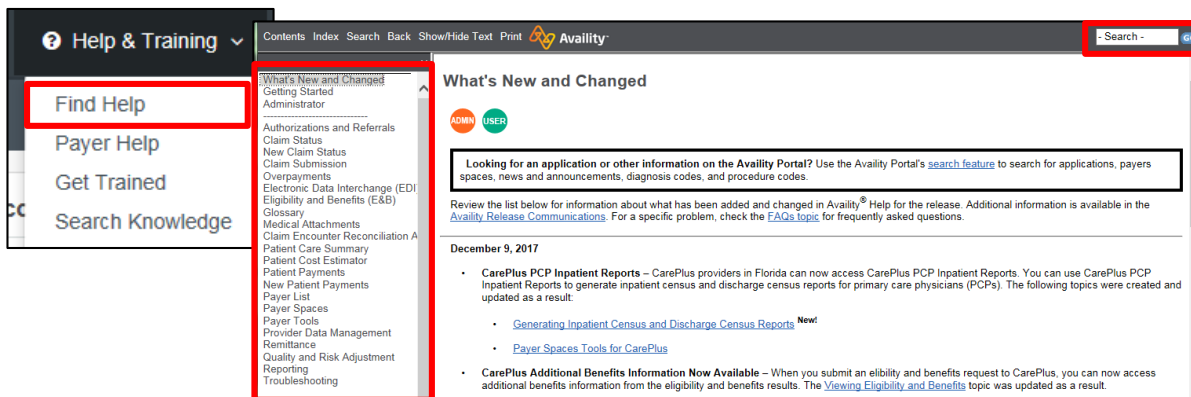 Help & Training
Find Help
Payer Help
Get Trained
Search Knowledge
Contents Index Search Back Show/Hide Text Print Availity
- Search -
What's New and Changed
Getting Started
Administrator
------------------------------
Authorizations and Referrals
Claim Status
New Claim Status
Claim Submission
Overpayments
Electronic Data Interchange (EDI
Eligibility and Benefits (E&B)
Glossary
Medical Attachments
Claim Encounter Reconciliation A
Patient Care Summary
Patient Cost Estimator
Patient Payments
New Patient Payments
Payer List
Payer Spaces
Payer Tools
Provider Data Management
Remittance
Quality and Risk Adjustment
Reporting
Troubleshooting
What's New and Changed
ADMN USER
Looking for an application or other information on the Availity Portal? Use the Availity Portal's search feature to search for applications, payers
spaces, news and announcements, diagnosis codes, and procedure codes.
Review the list below for information about what has been added and changed in Availity® Help for the release. Additional information is available in the
Availity Release Communications. For a specific problem, check the FAQs topic for frequently asked questions.
December 9, 2017
• CarePlus PCP Inpatient Reports – CarePlus providers in Florida can now access CarePlus PCP Inpatient Reports. You can use CarePlus PCP
Inpatient Reports to generate inpatient census and discharge census reports for primary care physicians (PCPs). The following topics were created and
updated as a result:
• Generating Inpatient Census and Discharge Census Reports New!
• Payer Spaces Tools for CarePlus
• CarePlus Additional Benefits Information Now Available – When you submit an elibility and benefits request to CarePlus, you can now access
additional benefits information from the eligibility and benefits results. The Viewing Eligibility and Benefits topic was updated as a result.